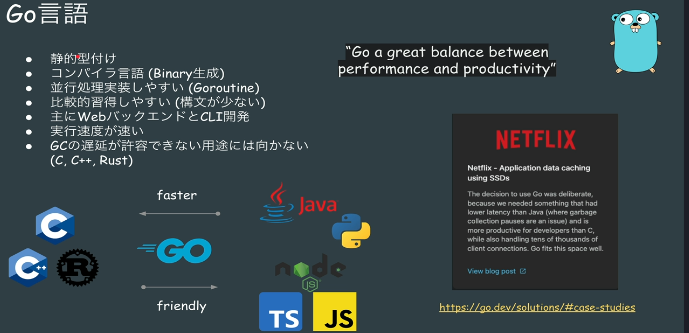 Go言語
● 静的型付け
● コンパイラ言語 (Binary生成)
● 並行処理実装しやすい (Goroutine)
● 比較的習得しやすい (構文が少ない)
● 主にWebバックエンドとCLI開発
● 実行速度が速い
● GCの遅延が許容できない用途には向かない
(C, C++, Rust)
“Go a great balance between
performance and productivity”
NETFLIX
Netflix - Application data caching
using SSDs
The decision to use Go was deliberate,
because we needed something that had
lower latency than Java (where garbage
collection pauses are an issue) and is
more productive for developers than C,
while also handling tens of thousands of
client connections. Go fits this space well.
View blog post
https://go.dev/solutions/#case-studies
faster
Java
C
GO
C++
R
node
JS
friendly
TS
JS